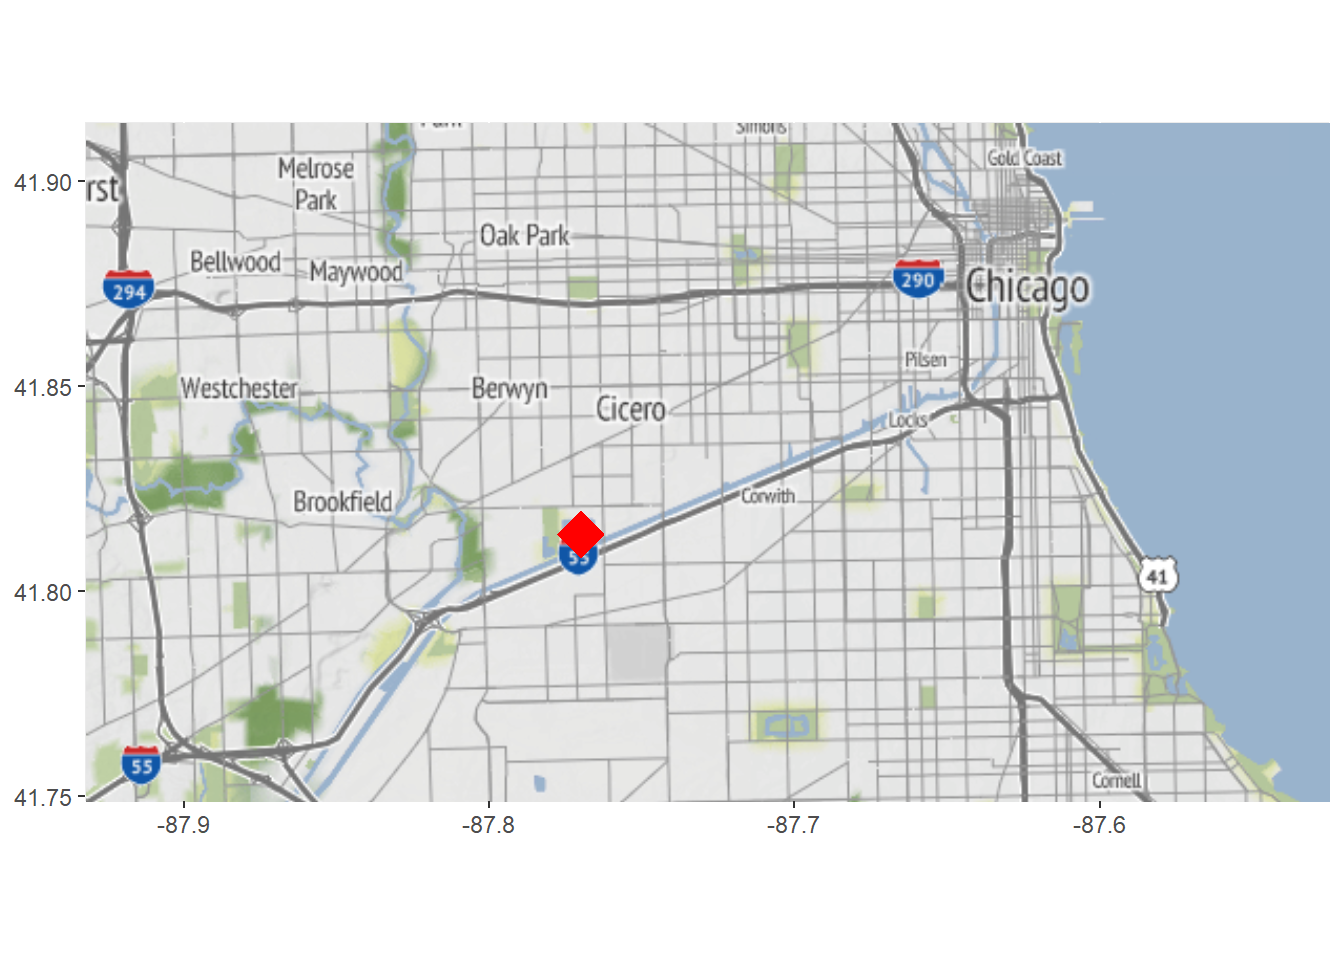 Simons
Gold Coast
Melrose
Park
41.90
rst
Oak Park
Bellwood
Maywood
294
290
Chicago
Pilsen
41.85
Westchester
Berwyn
Cicero
Locks
Brookfield
Corwith
55
41
41.80
55
Cornell
41.75
-87.9
-87.8
-87.7
-87.6